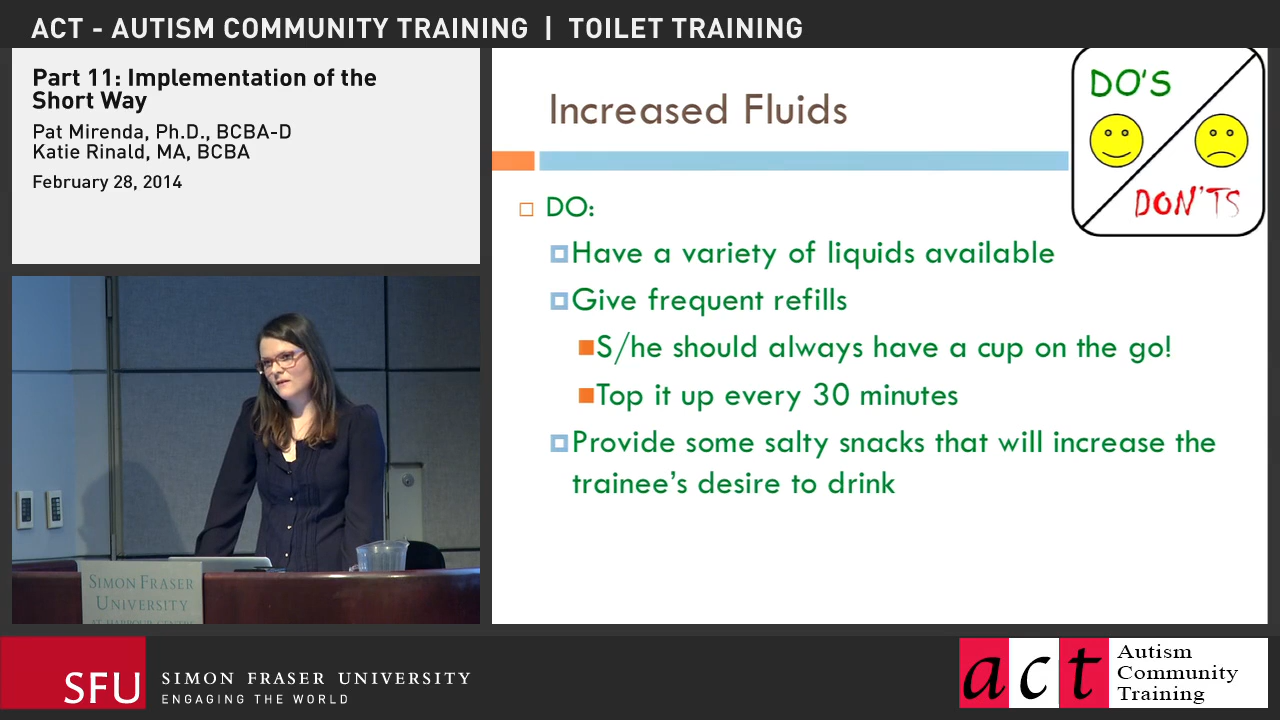 ACT - AUTISM COMMUNITY TRAINING | TOILET TRAINING
Part 11: Implementation of the
Short Way
Pat Mirenda, Ph.D., BCBA-D
Katie Rinald, MA, BCBA
February 28, 2014
Increased Fluids
DO'S
DON'TS
DO:
Have a variety of liquids available
Give frequent refills
S/he should always have a cup on the go!
Top it up every 30 minutes
Provide some salty snacks that will increase the
trainee's desire to drink
SIMON FRASER
UNIVERSITY
AT HARBOUR CENTRE
SFU
SIMON FRASER UNIVERSITY
ENGAGING THE WORLD
act
Autism
Community
Training